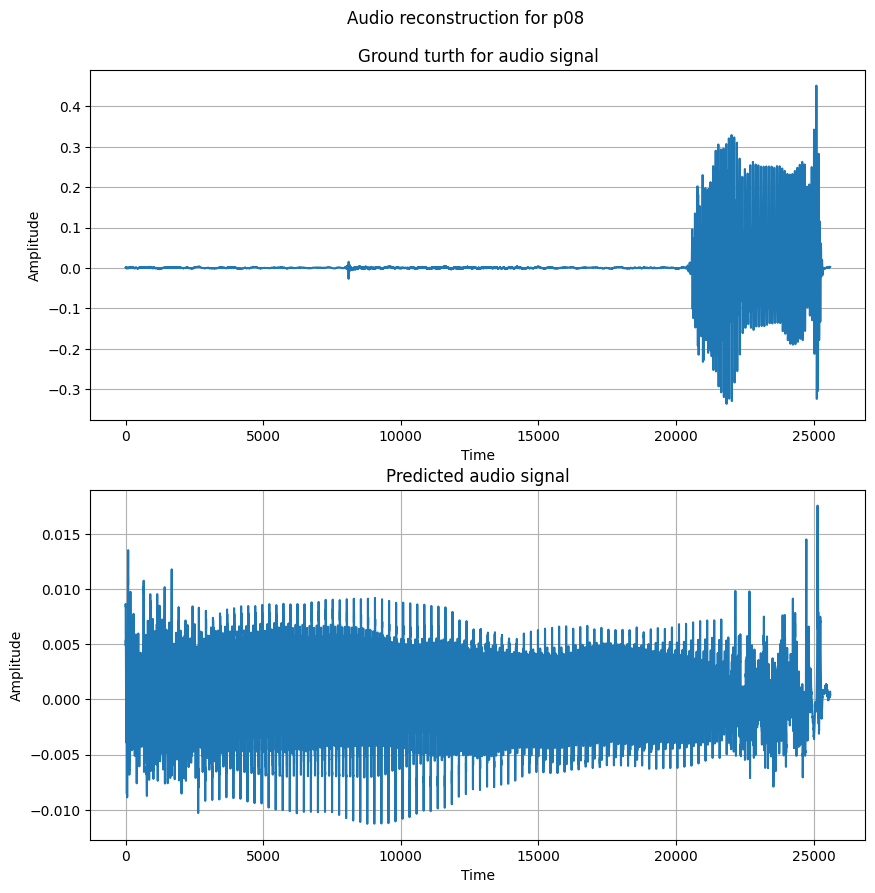 Audio reconstruction for p08
Ground turth for audio signal
0.4
0.3
0.2
0.1
0.0
−0.1
−0.2
−0.3
Amplitude
0 5000 10000 15000 20000 25000
Time
Predicted audio signal
0.015
0.010
0.005
0.000
−0.005
−0.010
Amplitude
0 5000 10000 15000 20000 25000
Time